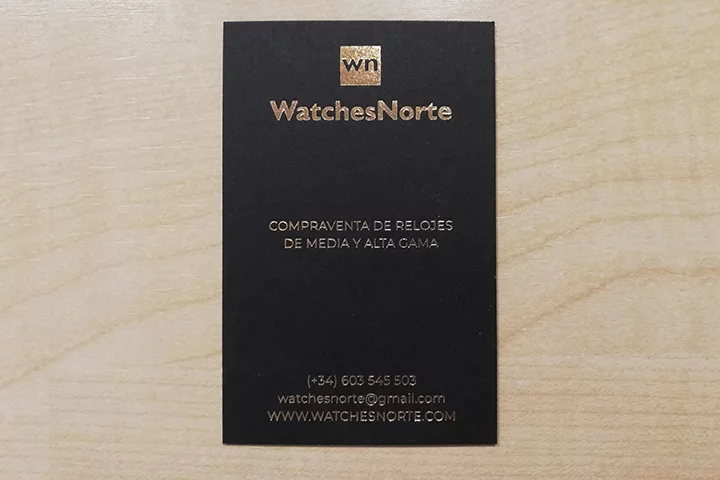 wn
WatchesNorte
COMPRAVENTA DE RELOJES
DE MEDIA Y ALTA GAMA
(+34) 603 545 503
watchesnorte@gmail.com
WWW.WATCHESNORTE.COM